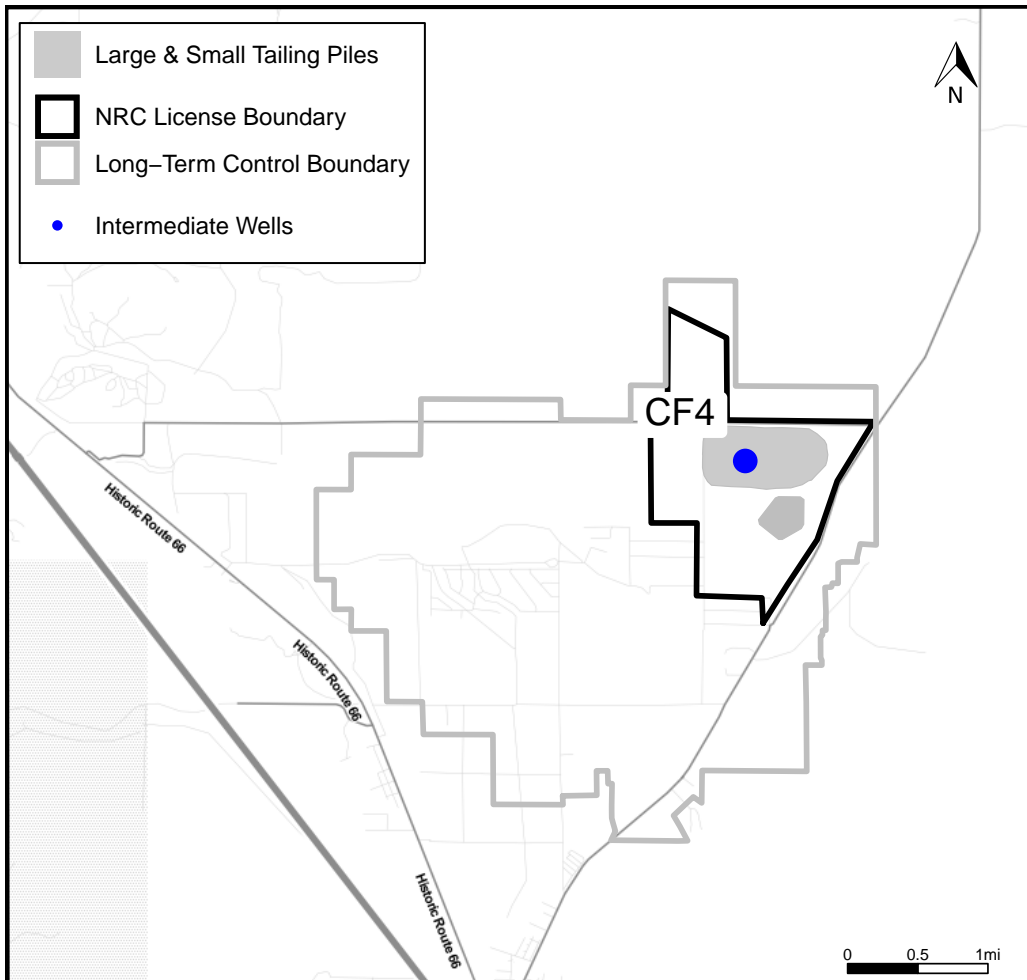 Large & Small Tailing Piles
NRC License Boundary
Long−Term Control Boundary
Intermediate Wells
N
CF4
Historic Route 66
Historic Route 66
Historic Route 66
0 0.5 1mi